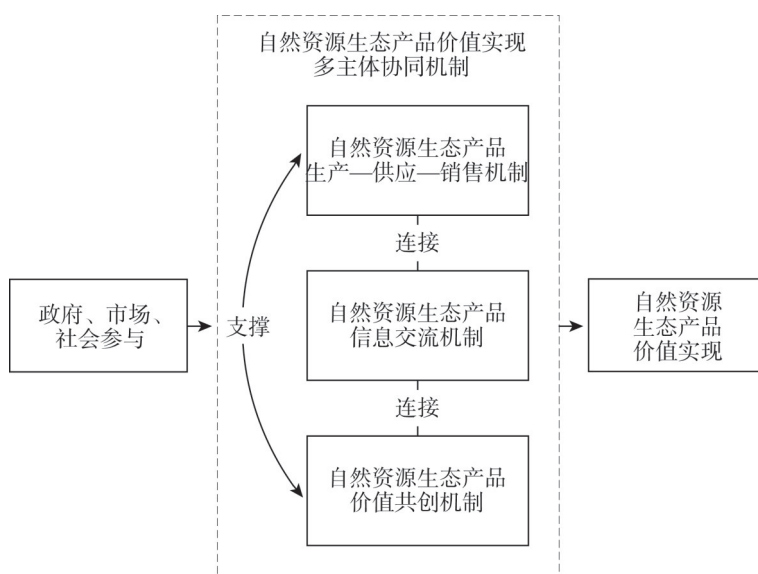 自然资源生态产品价值实现
多主体协同机制
自然资源生态产品
生产—供应—销售机制
连接
政府、市场、
社会参与
支撑
自然资源生态产品
信息交流机制
自然资源
生态产品
价值实现
连接
自然资源生态产品
价值共创机制